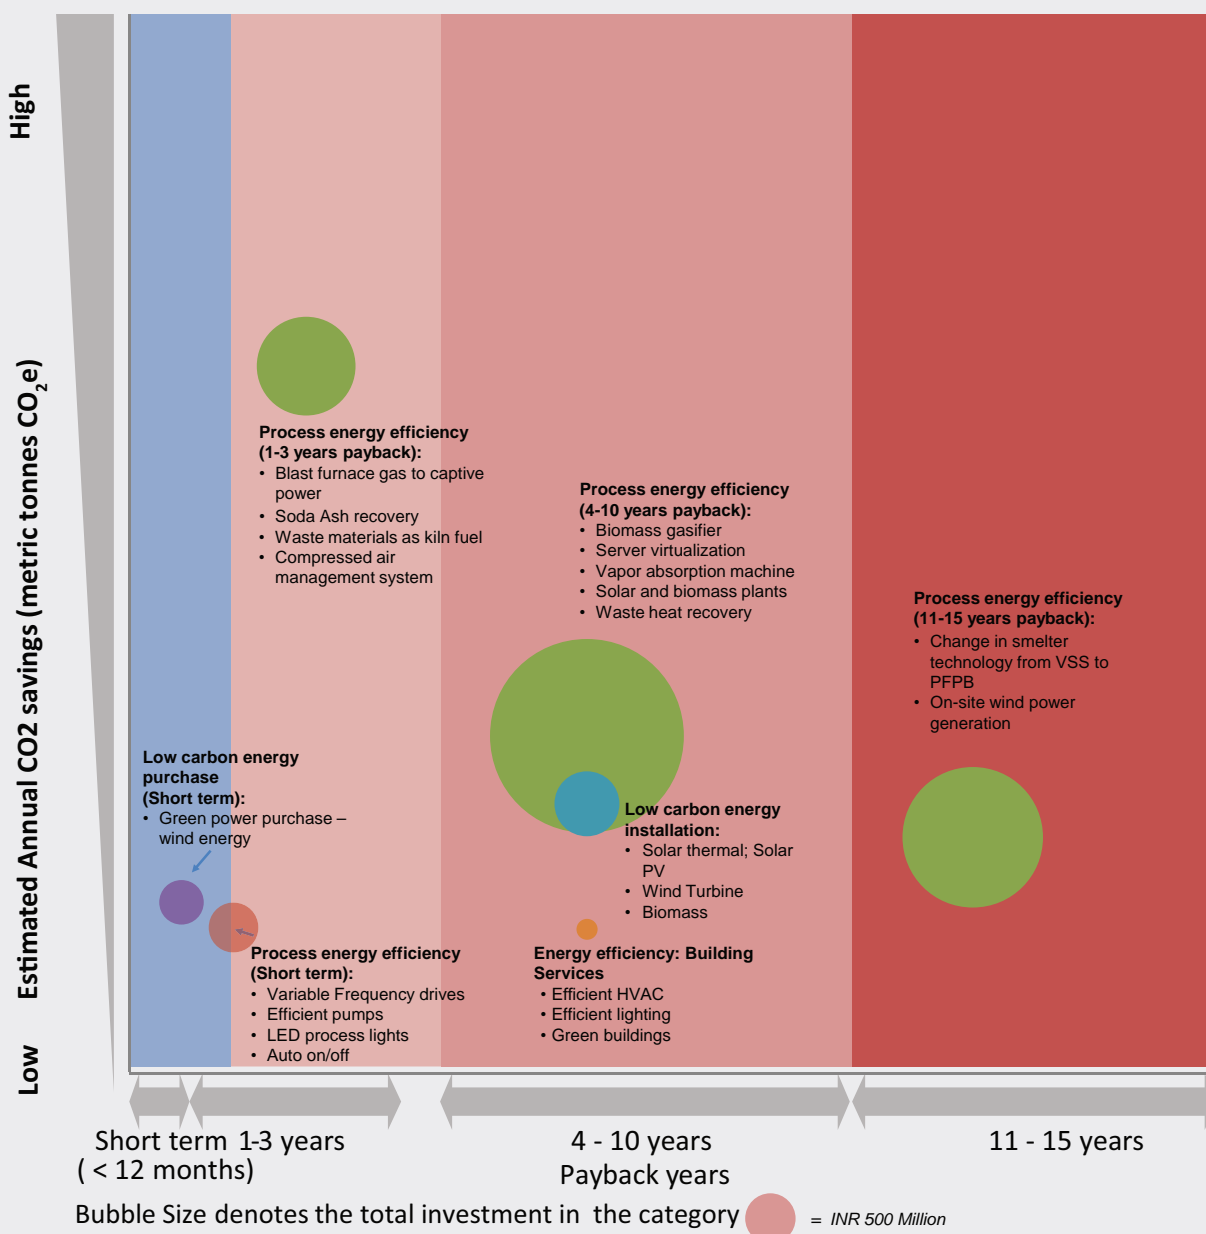 High
Estimated Annual CO2 savings (metric tonnes CO₂e)
Low
Process energy efficiency
(1-3 years payback):
• Blast furnace gas to captive
power
• Soda Ash recovery
• Waste materials as kiln fuel
• Compressed air
management system
Process energy efficiency
(4-10 years payback):
• Biomass gasifier
• Server virtualization
• Vapor absorption machine
• Solar and biomass plants
• Waste heat recovery
Process energy efficiency
(11-15 years payback):
• Change in smelter
technology from VSS to
PFPB
• On-site wind power
generation
Low carbon energy
purchase
(Short term):
• Green power purchase –
wind energy
Low carbon energy
installation:
• Solar thermal; Solar
PV
• Wind Turbine
• Biomass
Process energy efficiency
(Short term):
• Variable Frequency drives
• Efficient pumps
• LED process lights
• Auto on/off
Energy efficiency: Building
Services
• Efficient HVAC
• Efficient lighting
• Green buildings
Short term
( < 12 months)
1-3 years
4 - 10 years
11 - 15 years
Payback years
Bubble Size denotes the total investment in the category
= INR 500 Million